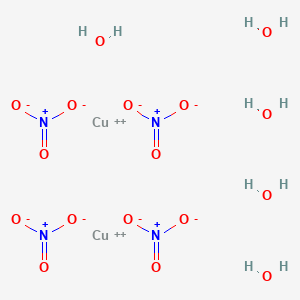 H O H H O H
O - O - O - O - H O H
N + N +
Cu ++
O O
H O H
O - O - O - O -
N + N +
Cu ++
O O H O H